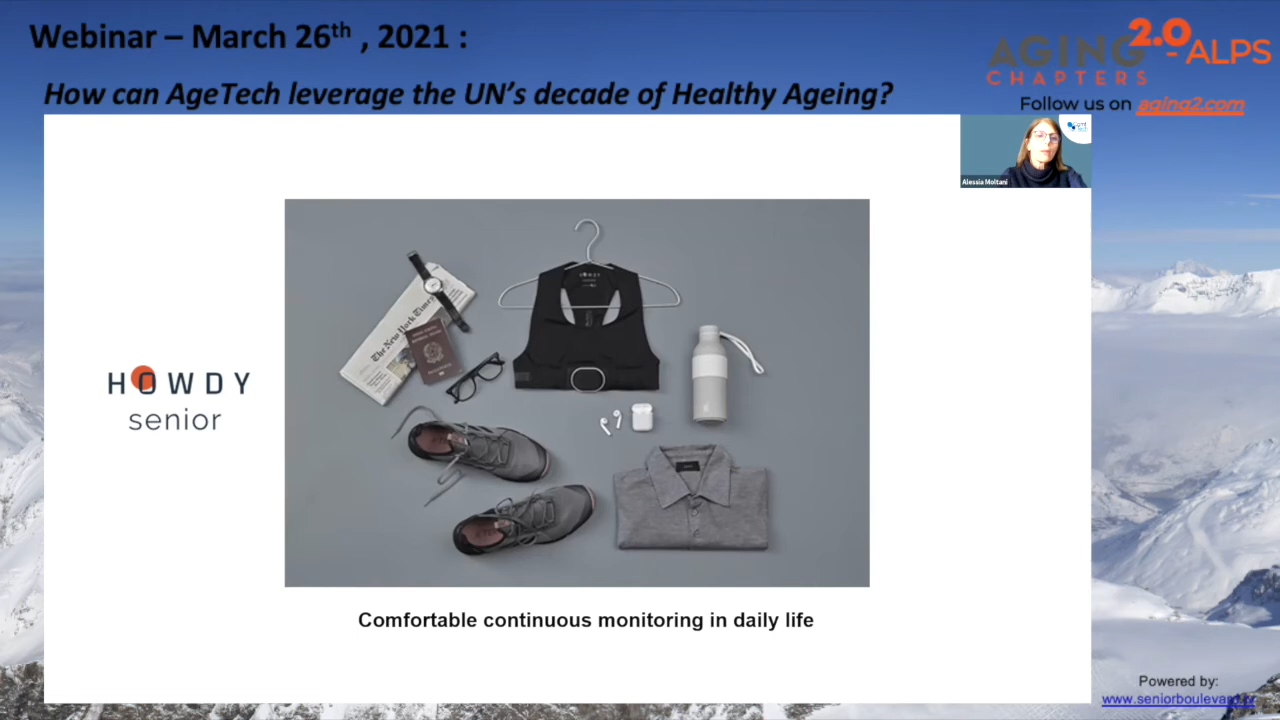 Webinar – March 26th , 2021 :
How can AgeTech leverage the UN's decade of Healthy Ageing?
AGING2.0
-ALPS
CHAPTERS
Follow us on aging2.com
Alessia Moltani
HOWDY
The New York Times
HOWDY
senior
Comfortable continuous monitoring in daily life
Powered by: